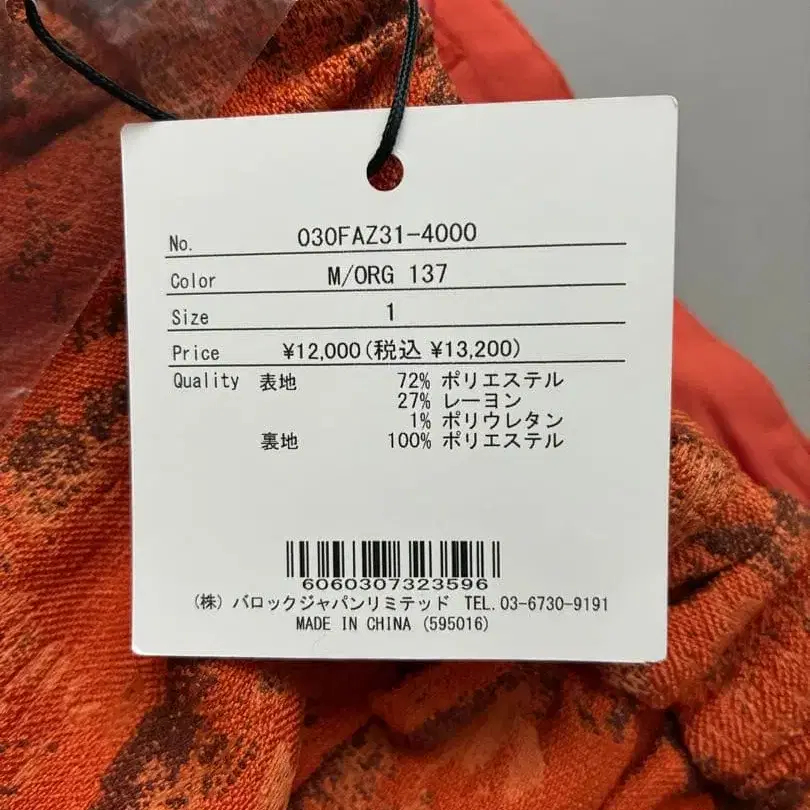 No. 030FAZ31-4000
Color M/ORG 137
Size 1
Price ¥12,000(税込 ¥13,200)
Quality 表地 72% ポリエステル
27% レーヨン
1% ポリウレタン
裏地 100% ポリエステル
6060307323596
(株) バロックジャパンリミテッド TEL.03-6730-9191
MADE IN CHINA (595016)